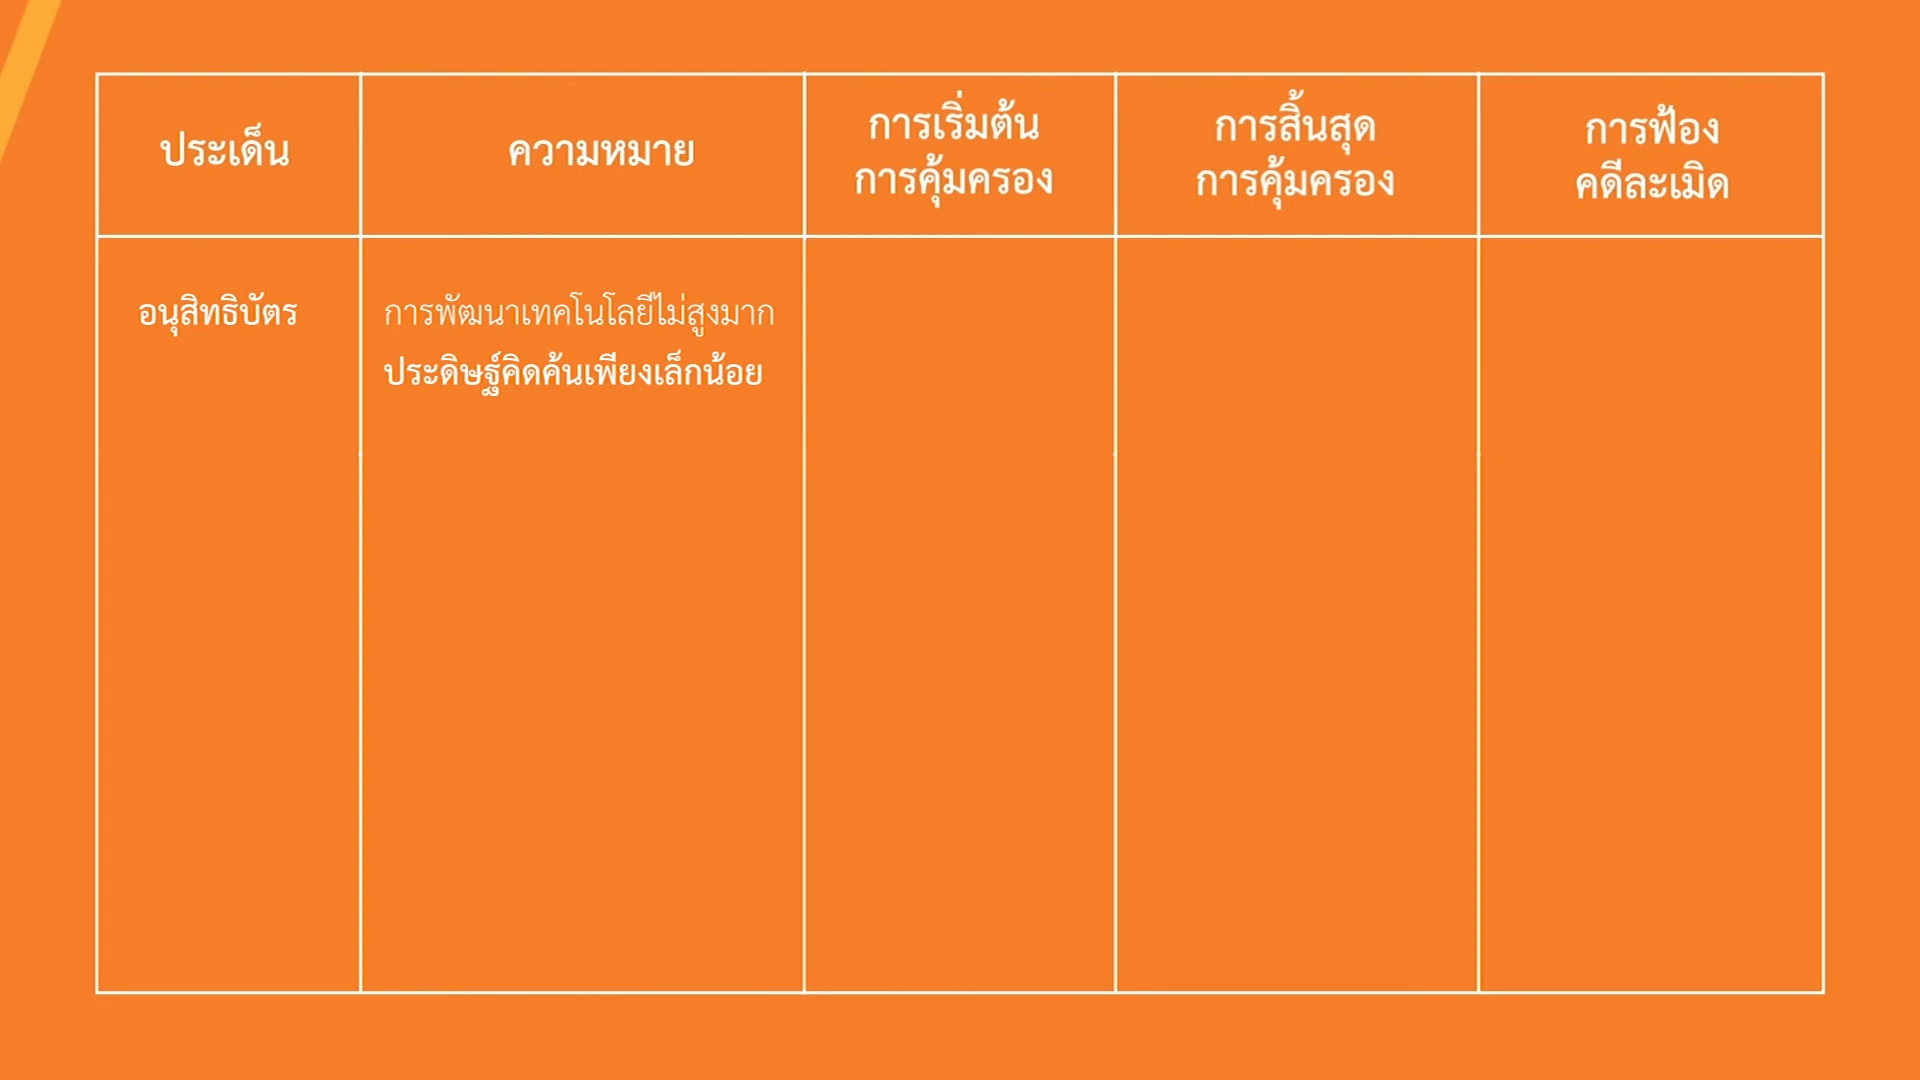 ประเด็น
ความหมาย
การเริ่มต้น
การคุ้มครอง
การสิ้นสุด
การคุ้มครอง
การฟ้อง
คดีละเมิด
อนุสิทธิบัตร
การพัฒนาเทคโนโลยีไม่สูงมาก
ประดิษฐ์คิดค้นเพียงเล็กน้อย